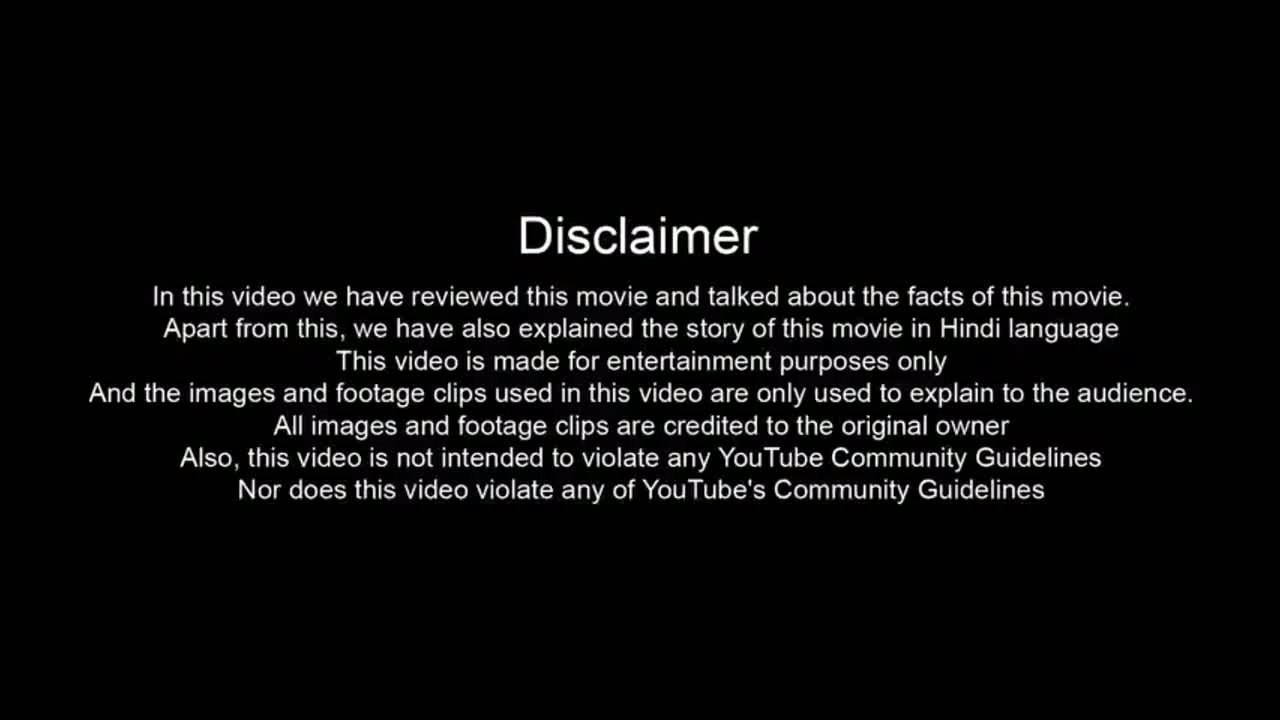 Disclaimer
In this video we have reviewed this movie and talked about the facts of this movie.
Apart from this, we have also explained the story of this movie in Hindi language
This video is made for entertainment purposes only
And the images and footage clips used in this video are only used to explain to the audience.
All images and footage clips are credited to the original owner
Also, this video is not intended to violate any YouTube Community Guidelines
Nor does this video violate any of YouTube's Community Guidelines